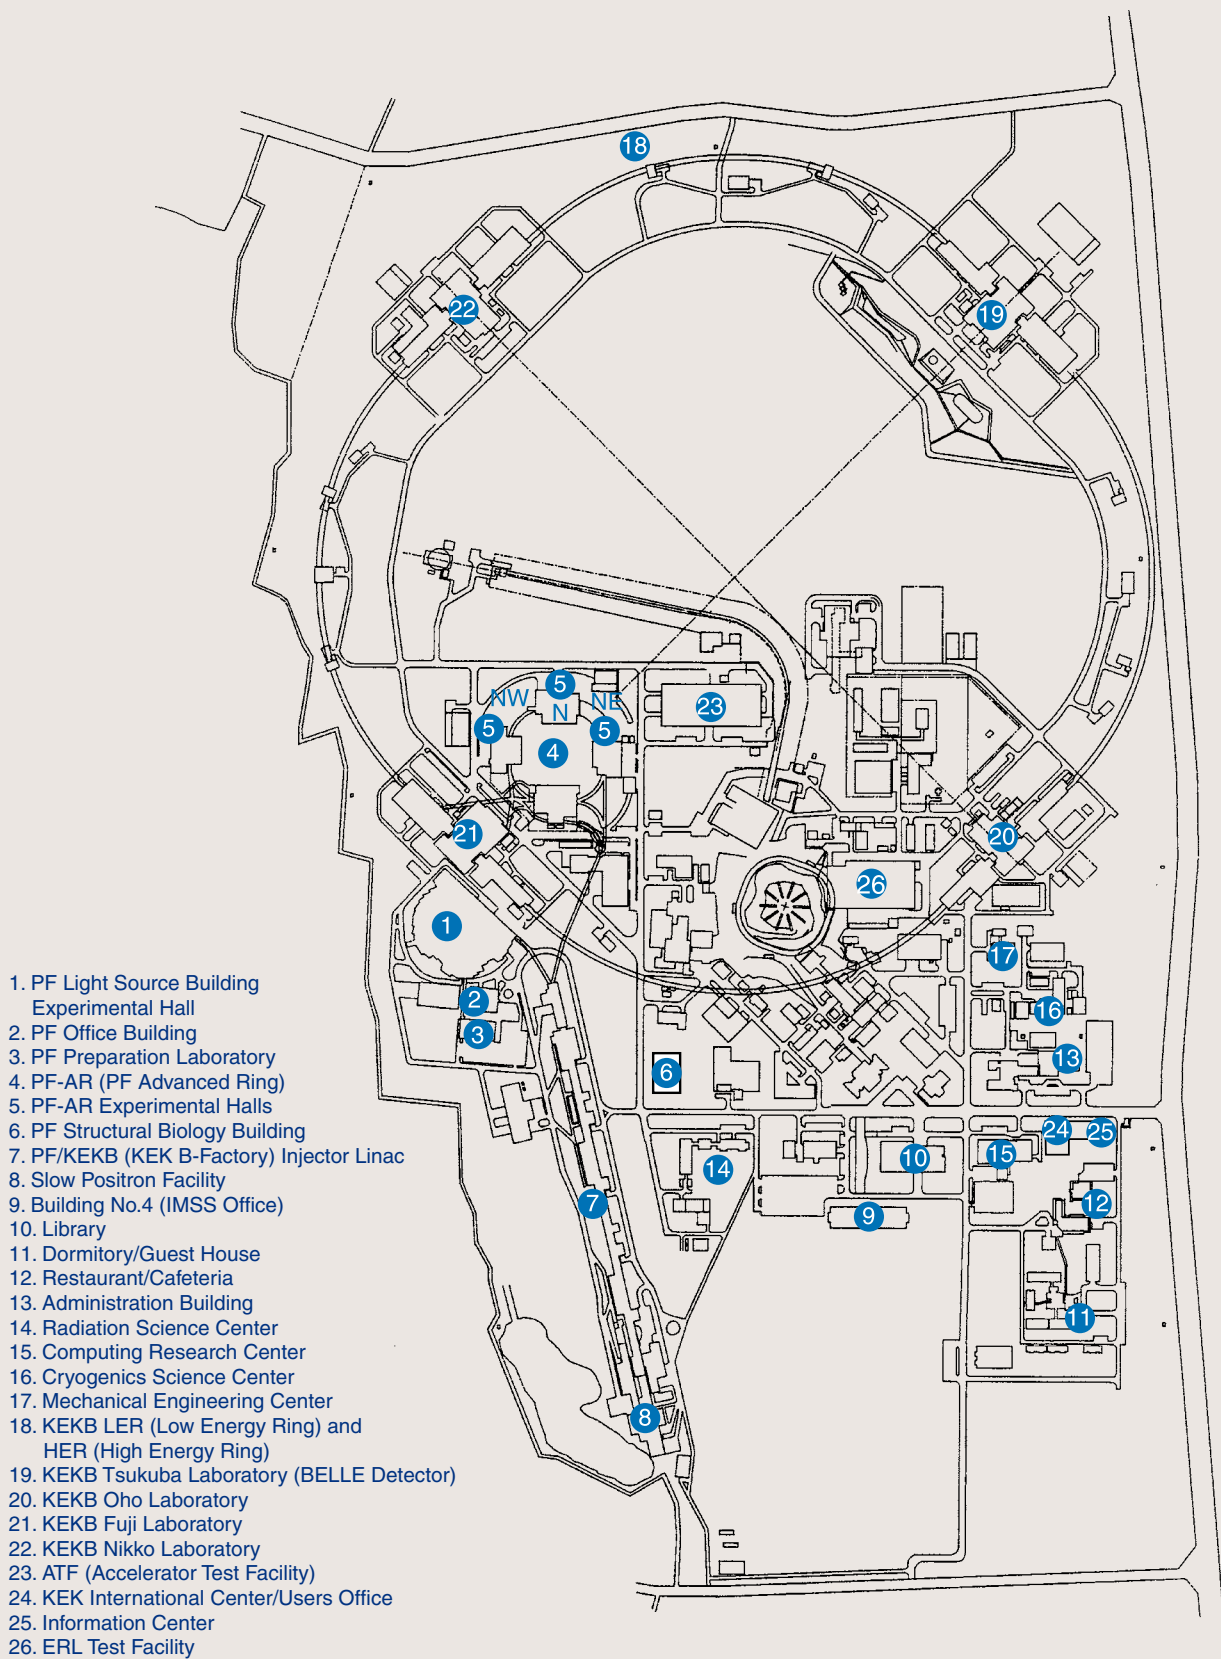 18
22
19
5
NW
NE
N
23
5
5
4
21
20
26
1
17
2
16
3
13
6
24
25
10
15
14
7
12
9
11
8
1. PF Light Source Building
Experimental Hall
2. PF Office Building
3. PF Preparation Laboratory
4. PF-AR (PF Advanced Ring)
5. PF-AR Experimental Halls
6. PF Structural Biology Building
7. PF/KEKB (KEK B-Factory) Injector Linac
8. Slow Positron Facility
9. Building No.4 (IMSS Office)
10. Library
11. Dormitory/Guest House
12. Restaurant/Cafeteria
13. Administration Building
14. Radiation Science Center
15. Computing Research Center
16. Cryogenics Science Center
17. Mechanical Engineering Center
18. KEKB LER (Low Energy Ring) and
HER (High Energy Ring)
19. KEKB Tsukuba Laboratory (BELLE Detector)
20. KEKB Oho Laboratory
21. KEKB Fuji Laboratory
22. KEKB Nikko Laboratory
23. ATF (Accelerator Test Facility)
24. KEK International Center/Users Office
25. Information Center
26. ERL Test Facility